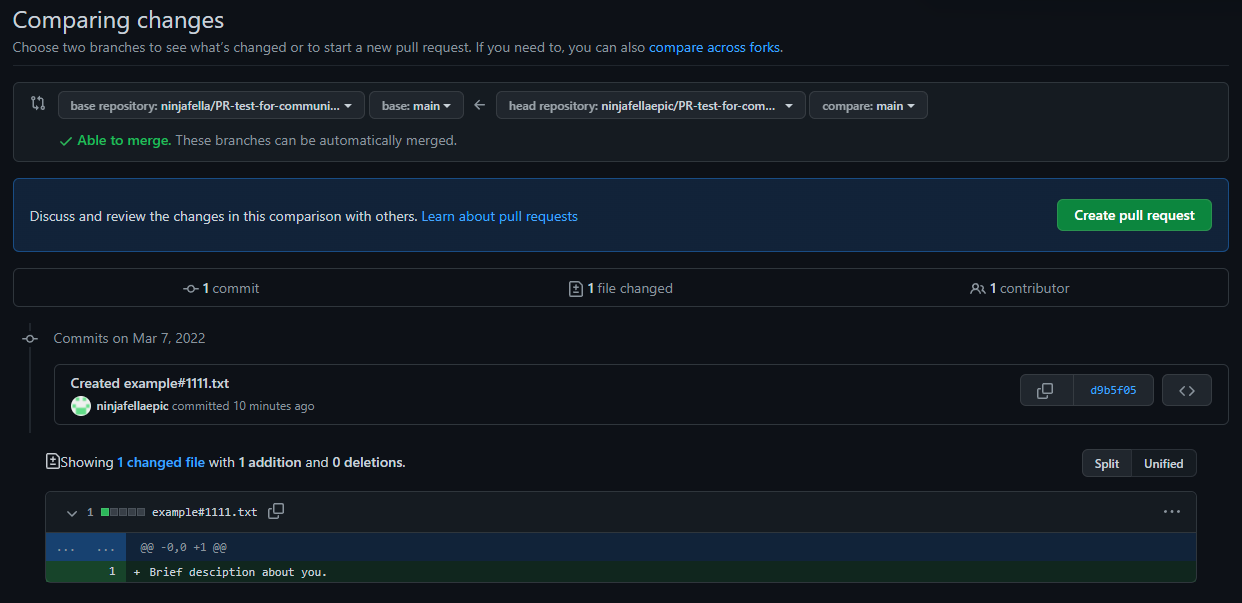 Comparing changes
Choose two branches to see what's changed or to start a new pull request. If you need to, you can also compare across forks.
base repository: ninjafella/PR-test-for-communi... base: main head repository: ninjafellaepic/PR-test-for-com... compare: main
Able to merge. These branches can be automatically merged.
Discuss and review the changes in this comparison with others. Learn about pull requests Create pull request
1 commit 1 file changed 1 contributor
Commits on Mar 7, 2022
Created example#1111.txt
ninjafellaepic committed 10 minutes ago d9b5f05 <>
Showing 1 changed file with 1 addition and 0 deletions. Split Unified
1 example#1111.txt ...
... ... @@ -0,0 +1 @@
1 + Brief desciption about you.